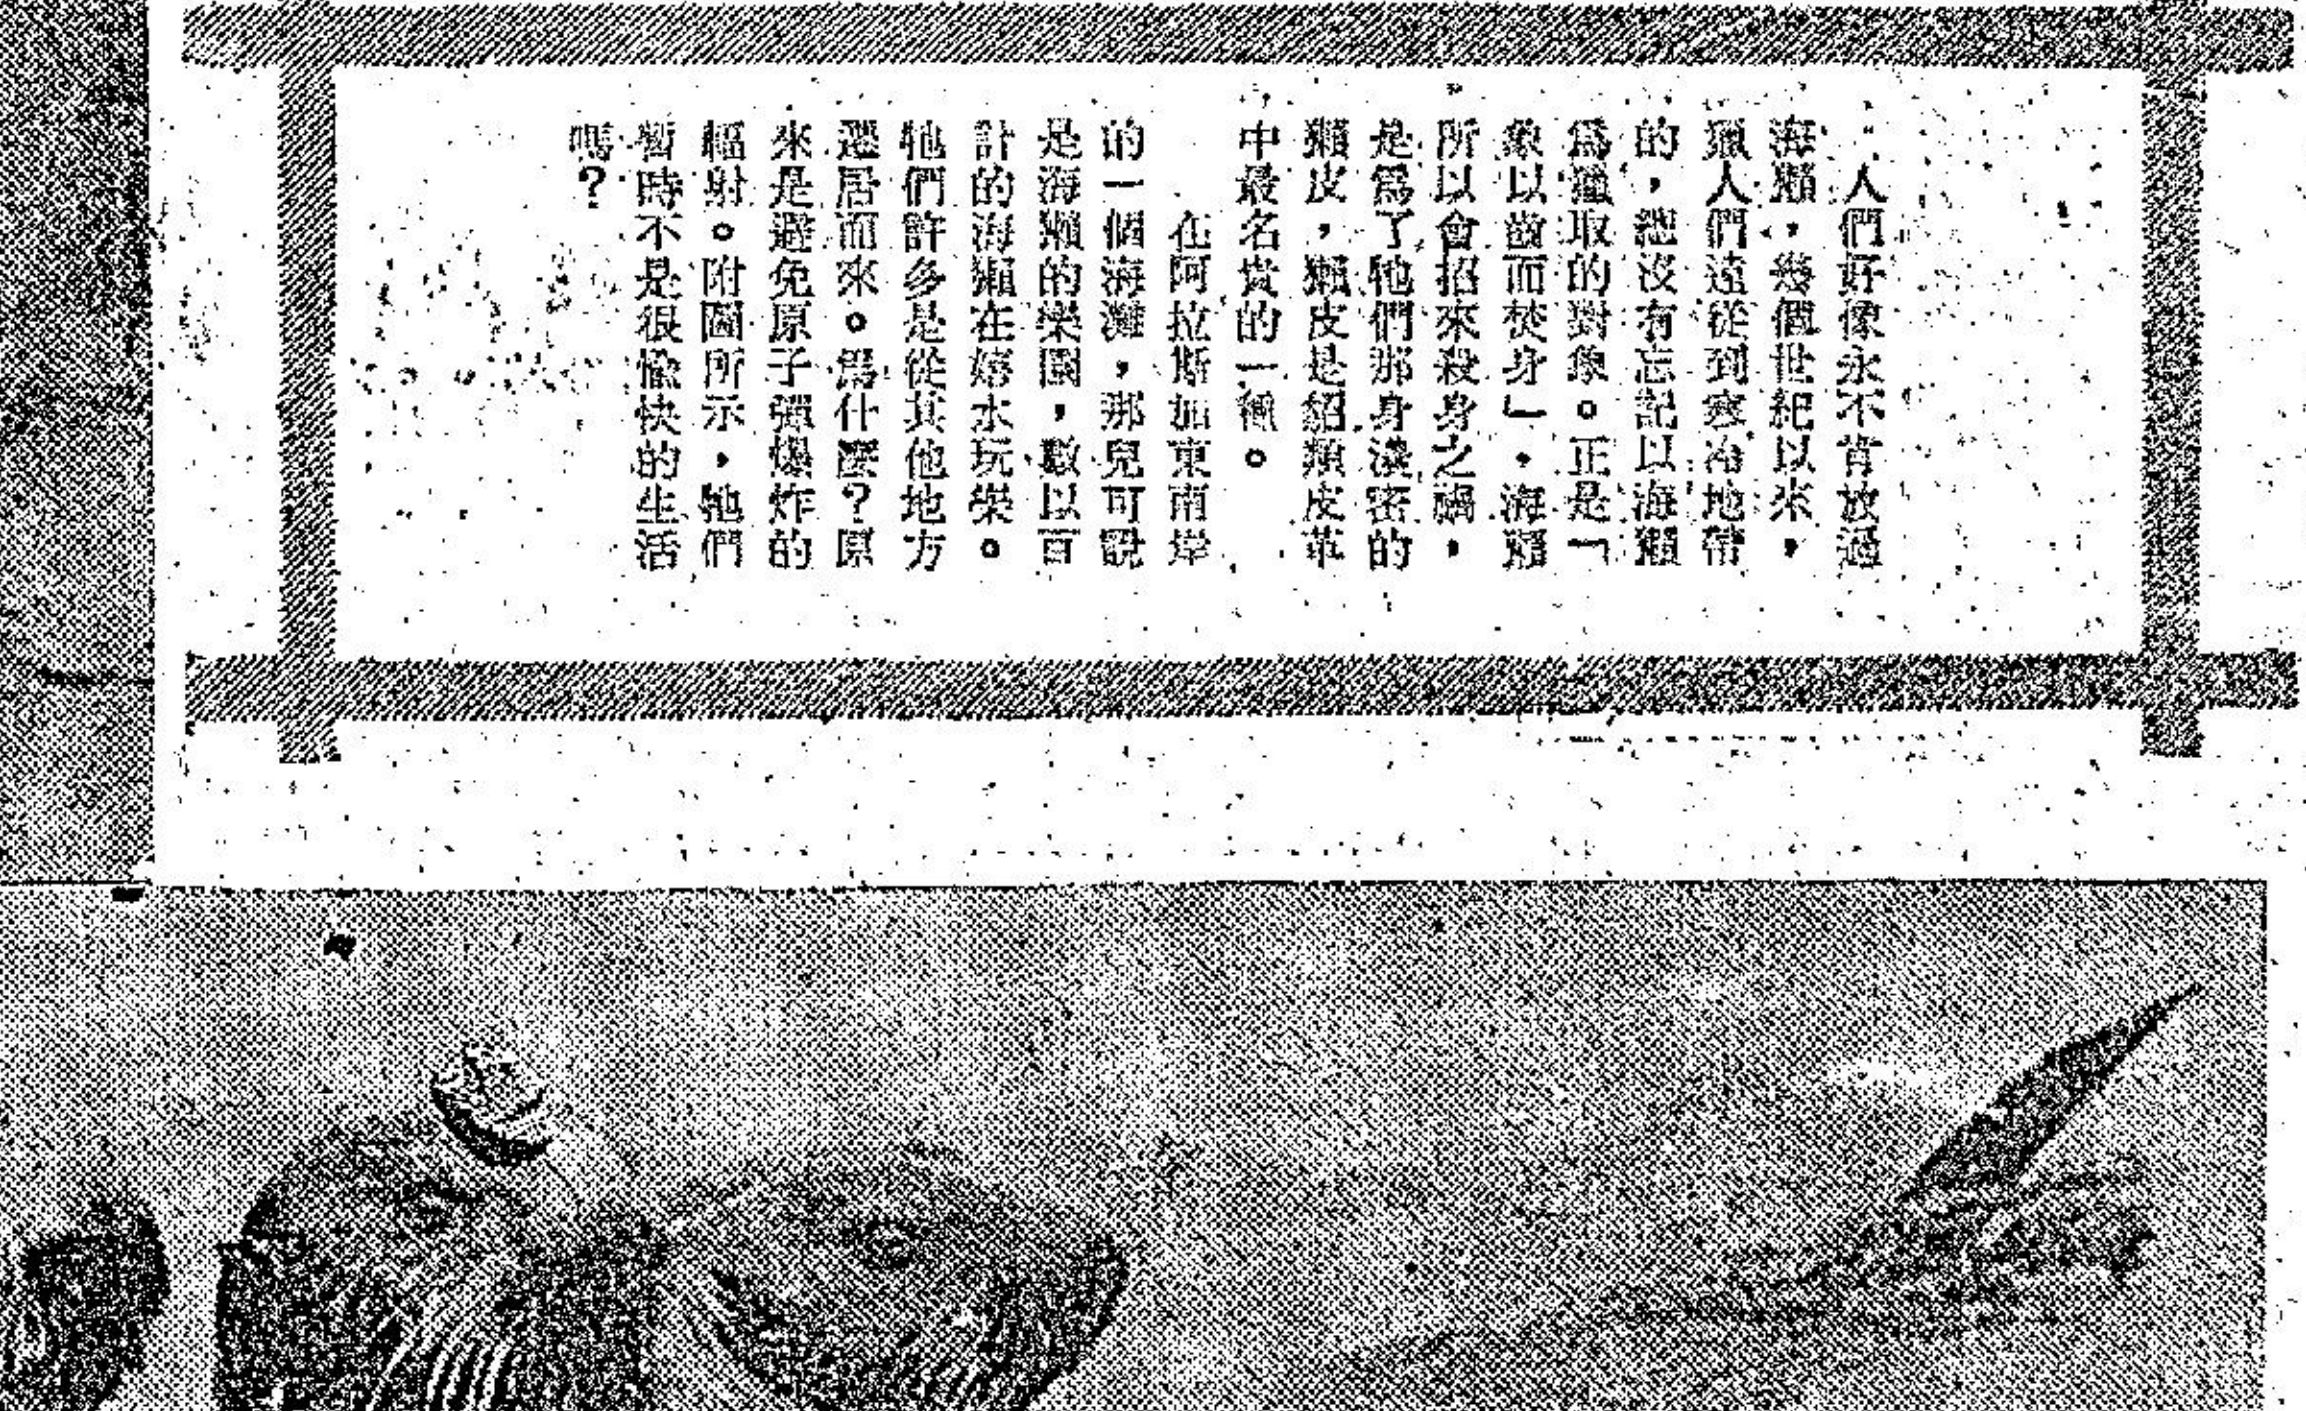 人們好像永不肯放過
海獺，幾個世紀以來，
獵人們遠從到寒冷地帶
的，總沒有忘記以海獺
爲獵取的對象。正是「
象以齒而焚身」，海獺
所以會招來殺身之禍，
是爲了牠們那身濃密的
獺皮，獺皮是貂類皮革
中最名貴的一種。
在阿拉斯加東南岸
的一個海灘，那兒可說
是海獺的樂園，數以百
計的海獺在嬉水玩樂。
牠們許多是從其他地方
遷居而來。爲什麼？原
來是避免原子彈爆炸的
輻射。附圖所示，牠們
暫時不是很愉快的生活
嗎？